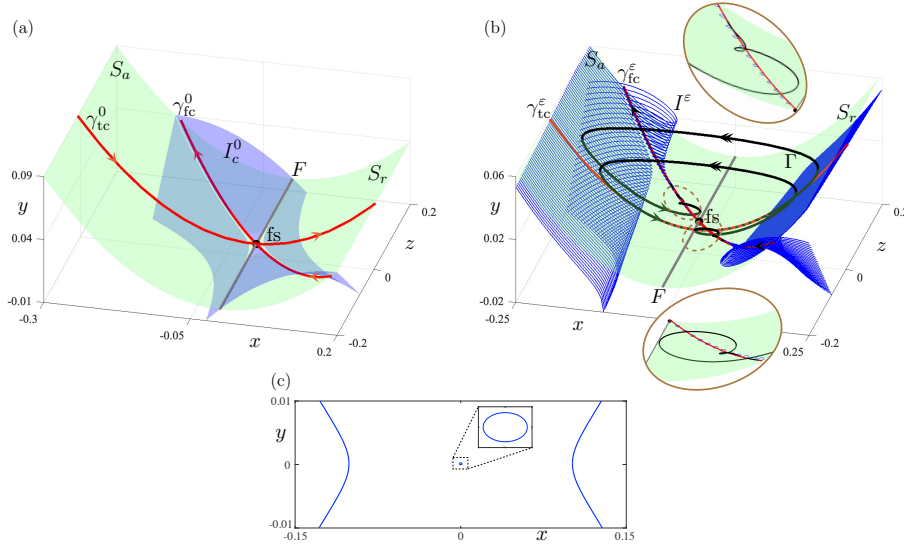 (a)
S_a
γ_tc^0
γ_fc^0
I_c^0
F
S_r
fs
0.09
y
0.04
-0.01
-0.3
-0.05
x
0.2
-0.2
0
z
0.2
(b)
S_a
γ_fc^ε
γ_tc^ε
I^ε
S_r
Γ
fs
F
0.06
y
0.02
-0.02
-0.25
x
0.25
-0.2
0
z
0.2
(c)
0.01
y
0
-0.01
-0.15
0
x
0.15